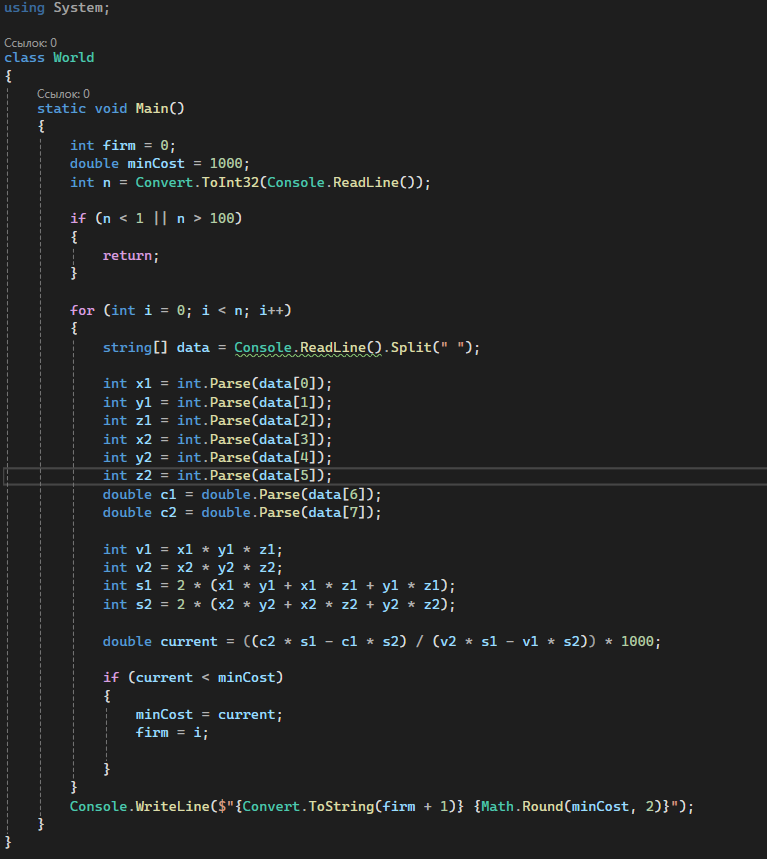 using System;
Ссылок: 0
class World
{
Ссылок: 0
static void Main()
{
int firm = 0;
double minCost = 1000;
int n = Convert.ToInt32(Console.ReadLine());
if (n < 1 || n > 100)
{
return;
}
for (int i = 0; i < n; i++)
{
string[] data = Console.ReadLine().Split(" ");
int x1 = int.Parse(data[0]);
int y1 = int.Parse(data[1]);
int z1 = int.Parse(data[2]);
int x2 = int.Parse(data[3]);
int y2 = int.Parse(data[4]);
int z2 = int.Parse(data[5]);
double c1 = double.Parse(data[6]);
double c2 = double.Parse(data[7]);
int v1 = x1 * y1 * z1;
int v2 = x2 * y2 * z2;
int s1 = 2 * (x1 * y1 + x1 * z1 + y1 * z1);
int s2 = 2 * (x2 * y2 + x2 * z2 + y2 * z2);
double current = ((c2 * s1 - c1 * s2) / (v2 * s1 - v1 * s2)) * 1000;
if (current < minCost)
{
minCost = current;
firm = i;
}
}
Console.WriteLine($"{Convert.ToString(firm + 1)} {Math.Round(minCost, 2)}");
}
}